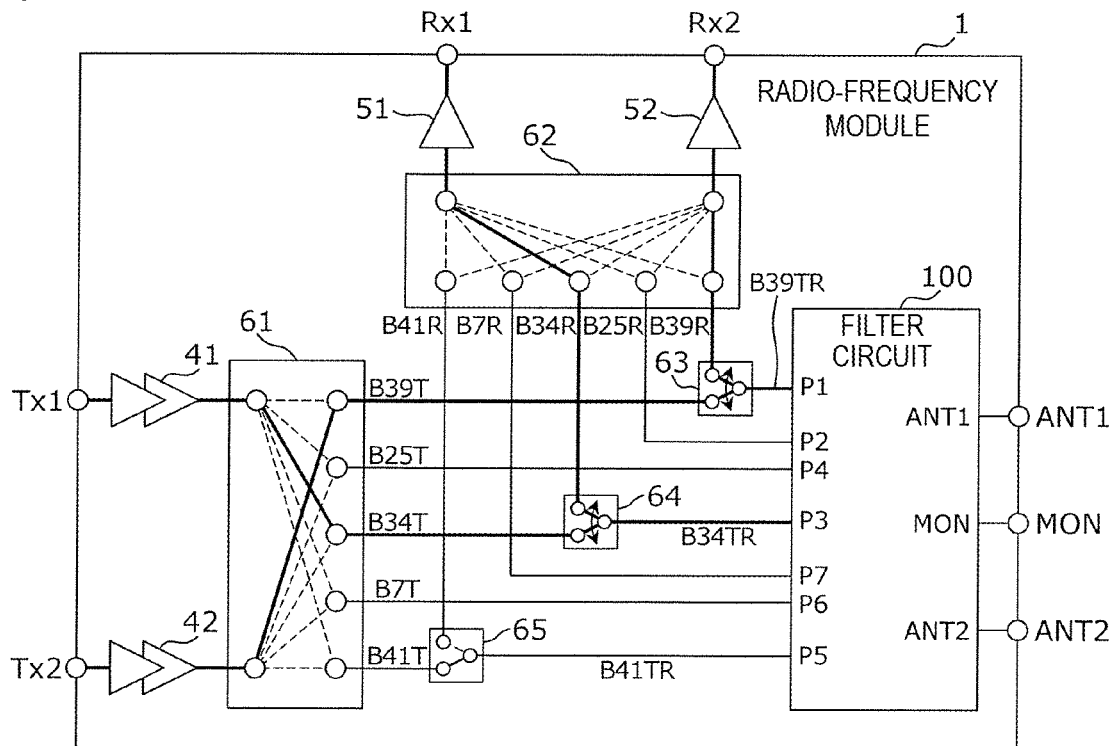 Rx1
Rx2
1
RADIO-FREQUENCY
MODULE
51
52
62
B39TR
100
B41R
B7R
B34R
B25R
B39R
FILTER
CIRCUIT
61
41
63
Tx1
B39T
P1
ANT1
ANT1
P2
B25T
P4
64
B34T
B34TR
P3
MON
MON
P7
B7T
P6
42
65
ANT2
ANT2
Tx2
B41T
B41TR
P5